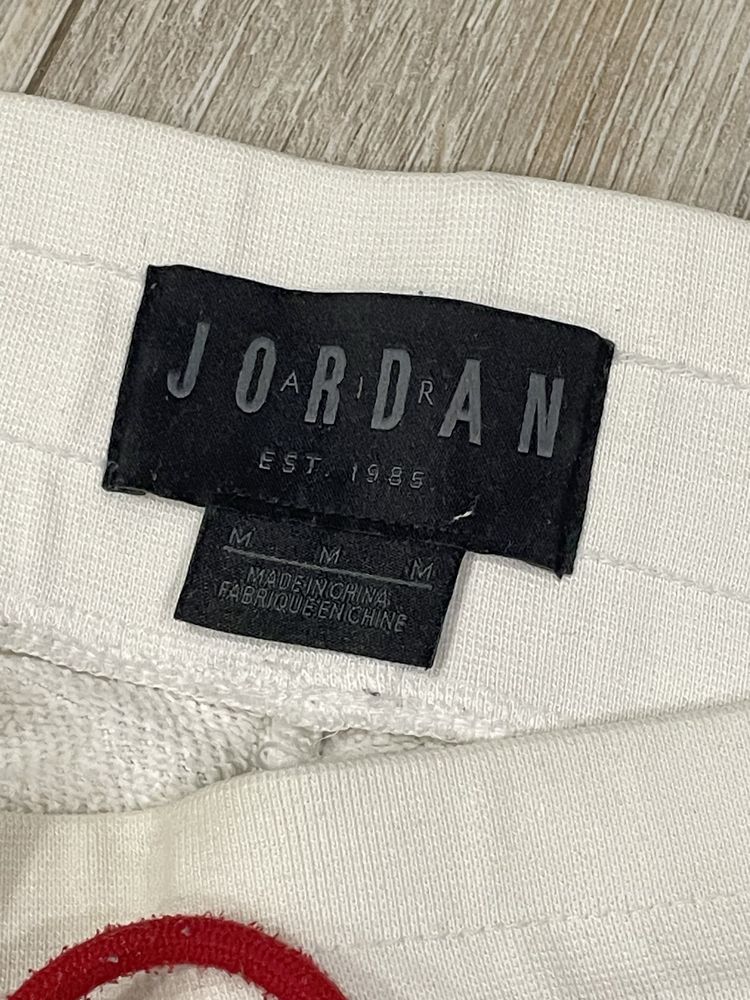 JORDAN
AIR
EST. 1985
M M M
MADE IN CHINA
FABRIQUE EN CHINE